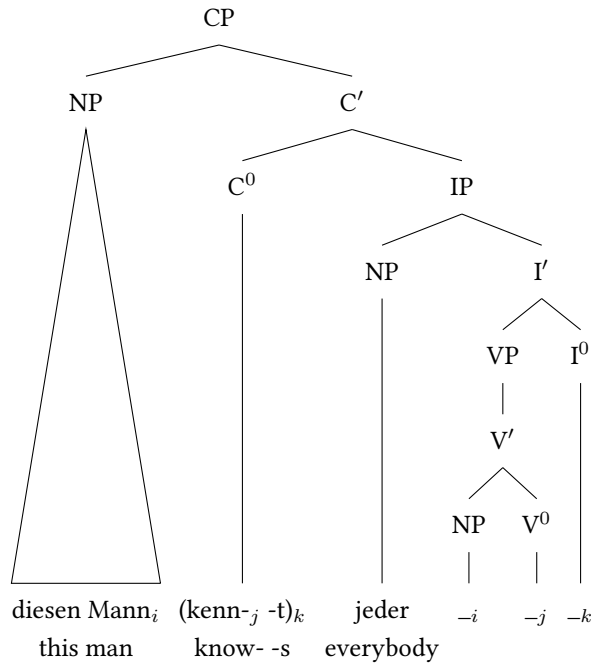 CP
NP C′
C⁰ IP
NP I′
VP I⁰
V′
NP V⁰
diesen Mannᵢ (kenn-ⱼ -t)ₖ jeder _ᵢ _ⱼ _ₖ
this man know- -s everybody